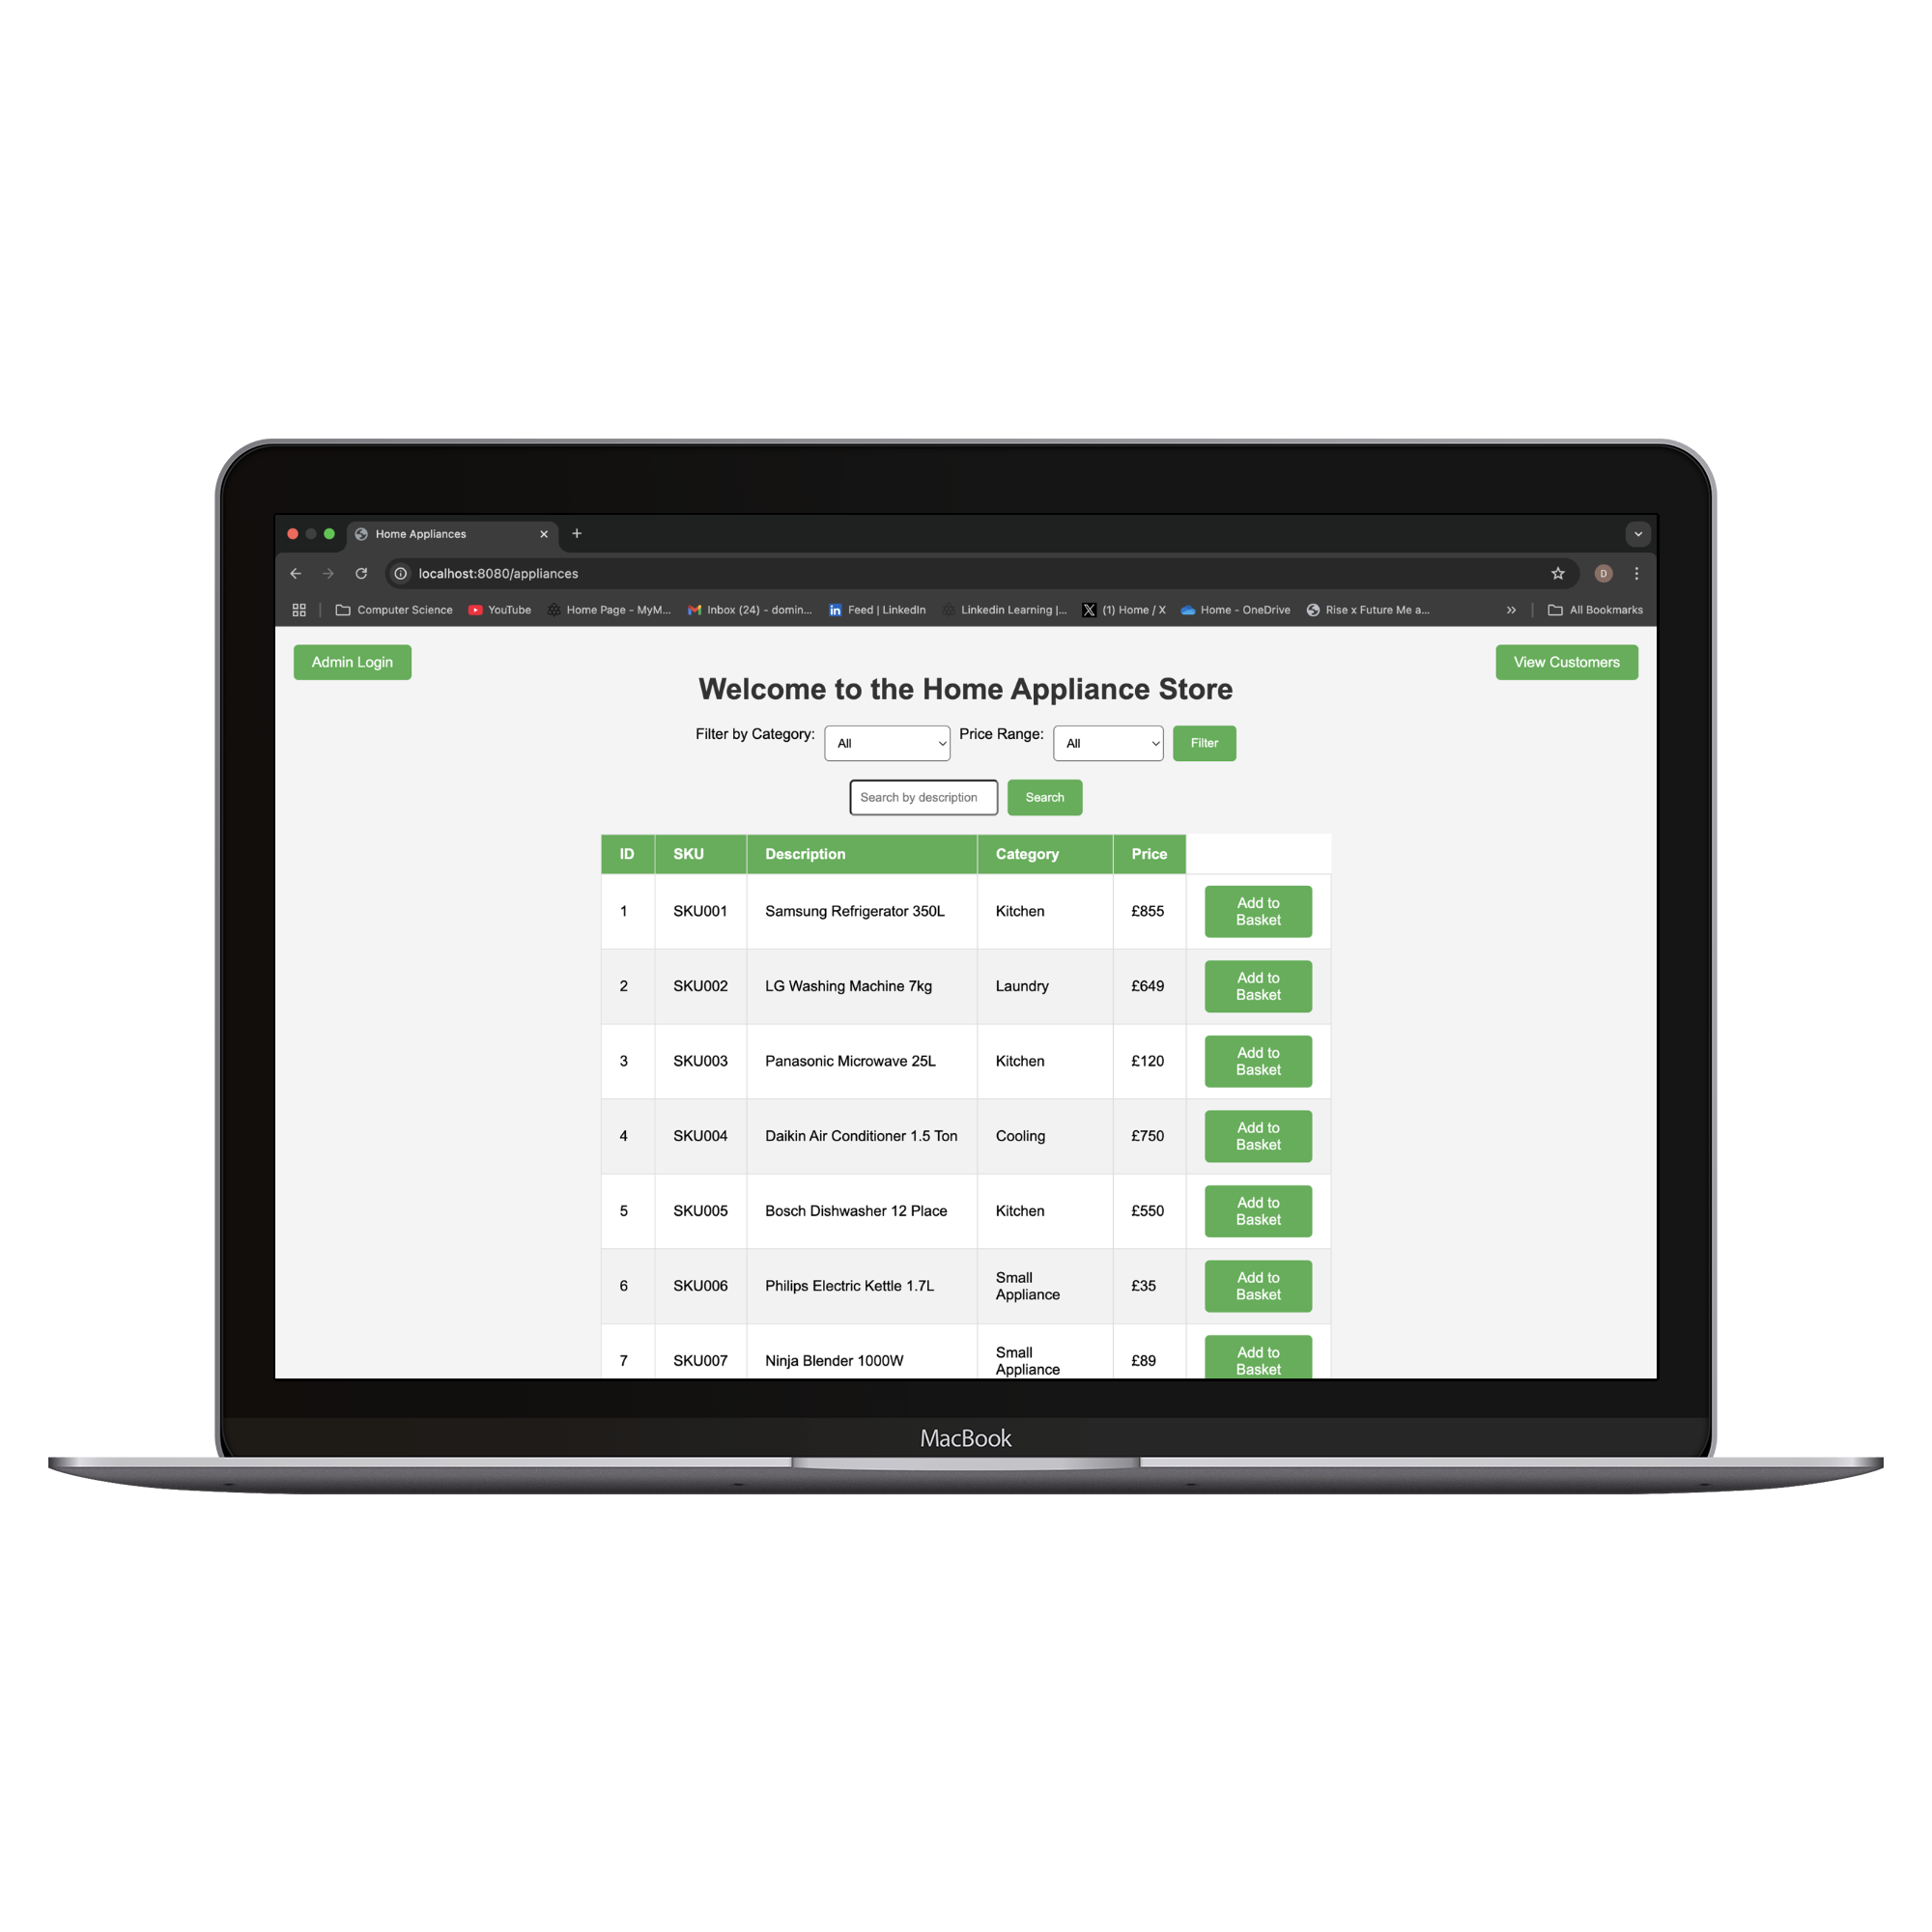 Home Appliances
localhost:8080/appliances
D
Computer Science YouTube Home Page - MyM... Inbox (24) - domin... Feed | LinkedIn Linkedin Learning |... (1) Home / X Home - OneDrive Rise x Future Me a... All Bookmarks
Admin Login View Customers
Welcome to the Home Appliance Store
Filter by Category: All Price Range: All Filter
Search by description Search
ID SKU Description Category Price
1 SKU001 Samsung Refrigerator 350L Kitchen £855 Add to
Basket
2 SKU002 LG Washing Machine 7kg Laundry £649 Add to
Basket
3 SKU003 Panasonic Microwave 25L Kitchen £120 Add to
Basket
4 SKU004 Daikin Air Conditioner 1.5 Ton Cooling £750 Add to
Basket
5 SKU005 Bosch Dishwasher 12 Place Kitchen £550 Add to
Basket
6 SKU006 Philips Electric Kettle 1.7L Small
Appliance £35 Add to
Basket
7 SKU007 Ninja Blender 1000W Small
Appliance £89 Add to
Basket
MacBook